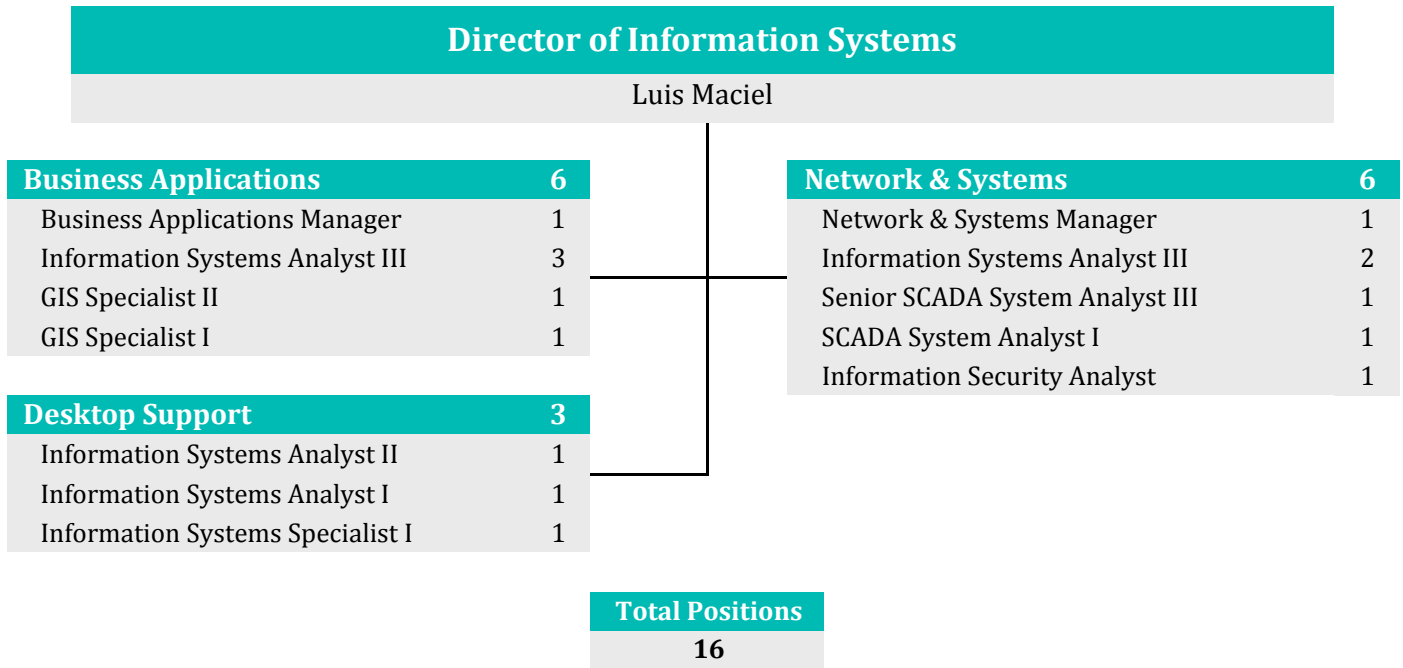 Director of Information Systems
Luis Maciel
Business Applications 6
Business Applications Manager 1
Information Systems Analyst III 3
GIS Specialist II 1
GIS Specialist I 1
Network & Systems 6
Network & Systems Manager 1
Information Systems Analyst III 2
Senior SCADA System Analyst III 1
SCADA System Analyst I 1
Information Security Analyst 1
Desktop Support 3
Information Systems Analyst II 1
Information Systems Analyst I 1
Information Systems Specialist I 1
Total Positions
16